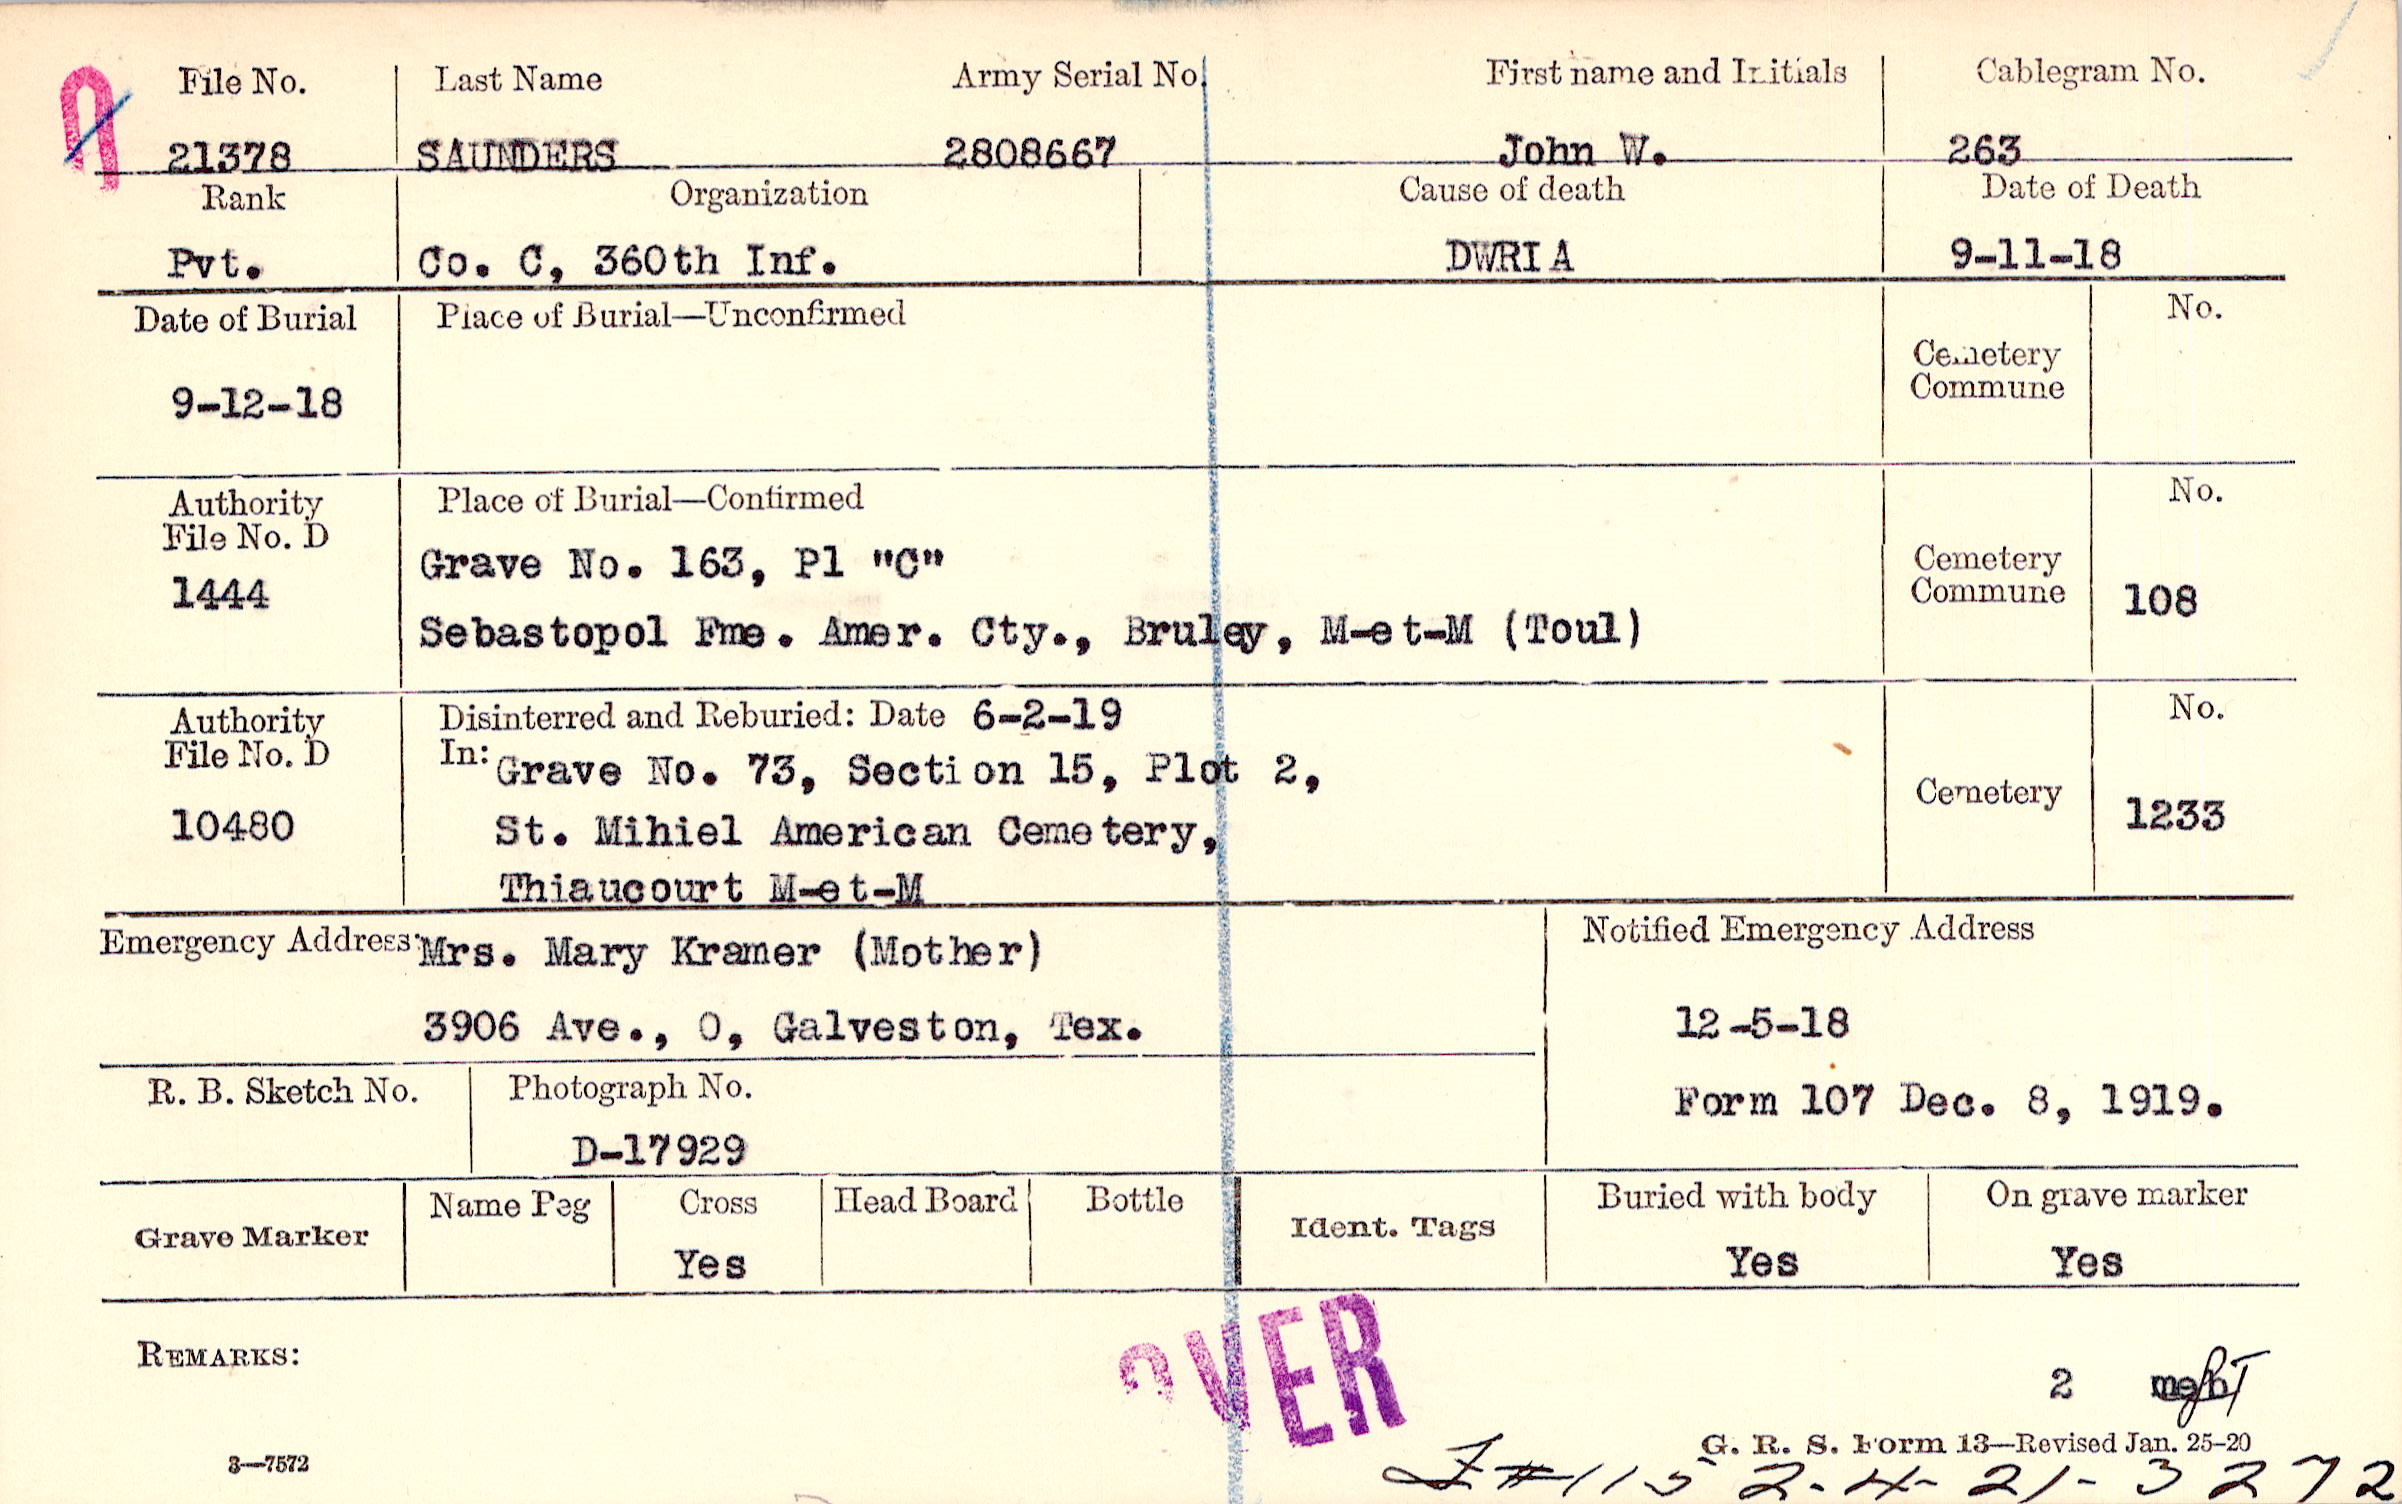 File No. Last Name Army Serial No. First name and Initials Cablegram No.
21378 SAUNDERS 2808667 John W. 263
Rank Organization Cause of death Date of Death
Pvt. Co. C, 360th Inf. DWRIA 9-11-18
Date of Burial Place of Burial—Unconfirmed No.
Cemetery
Commune
9-12-18
Authority Place of Burial—Confirmed No.
File No. D
Grave No. 163, Pl "C" Cemetery
1444 Commune 108
Sebastopol Fme. Amer. Cty., Bruley, M-et-M (Toul)
Authority Disinterred and Reburied: Date 6-2-19 No.
File No. D In: Grave No. 73, Section 15, Plot 2,
Cemetery 1233
10480 St. Mihiel American Cemetery,
Thiaucourt M-et-M
Emergency Address: Mrs. Mary Kramer (Mother) Notified Emergency Address
3906 Ave., O, Galveston, Tex. 12-5-18
R. B. Sketch No. Photograph No. Form 107 Dec. 8, 1919.
D-17929
Name Peg Cross Head Board Bottle Buried with body On grave marker
Grave Marker Ident. Tags
Yes Yes Yes
OVER
REMARKS:
2
G. R. S. Form 13—Revised Jan. 25-20
3—7572
#115 2-4-21-3272